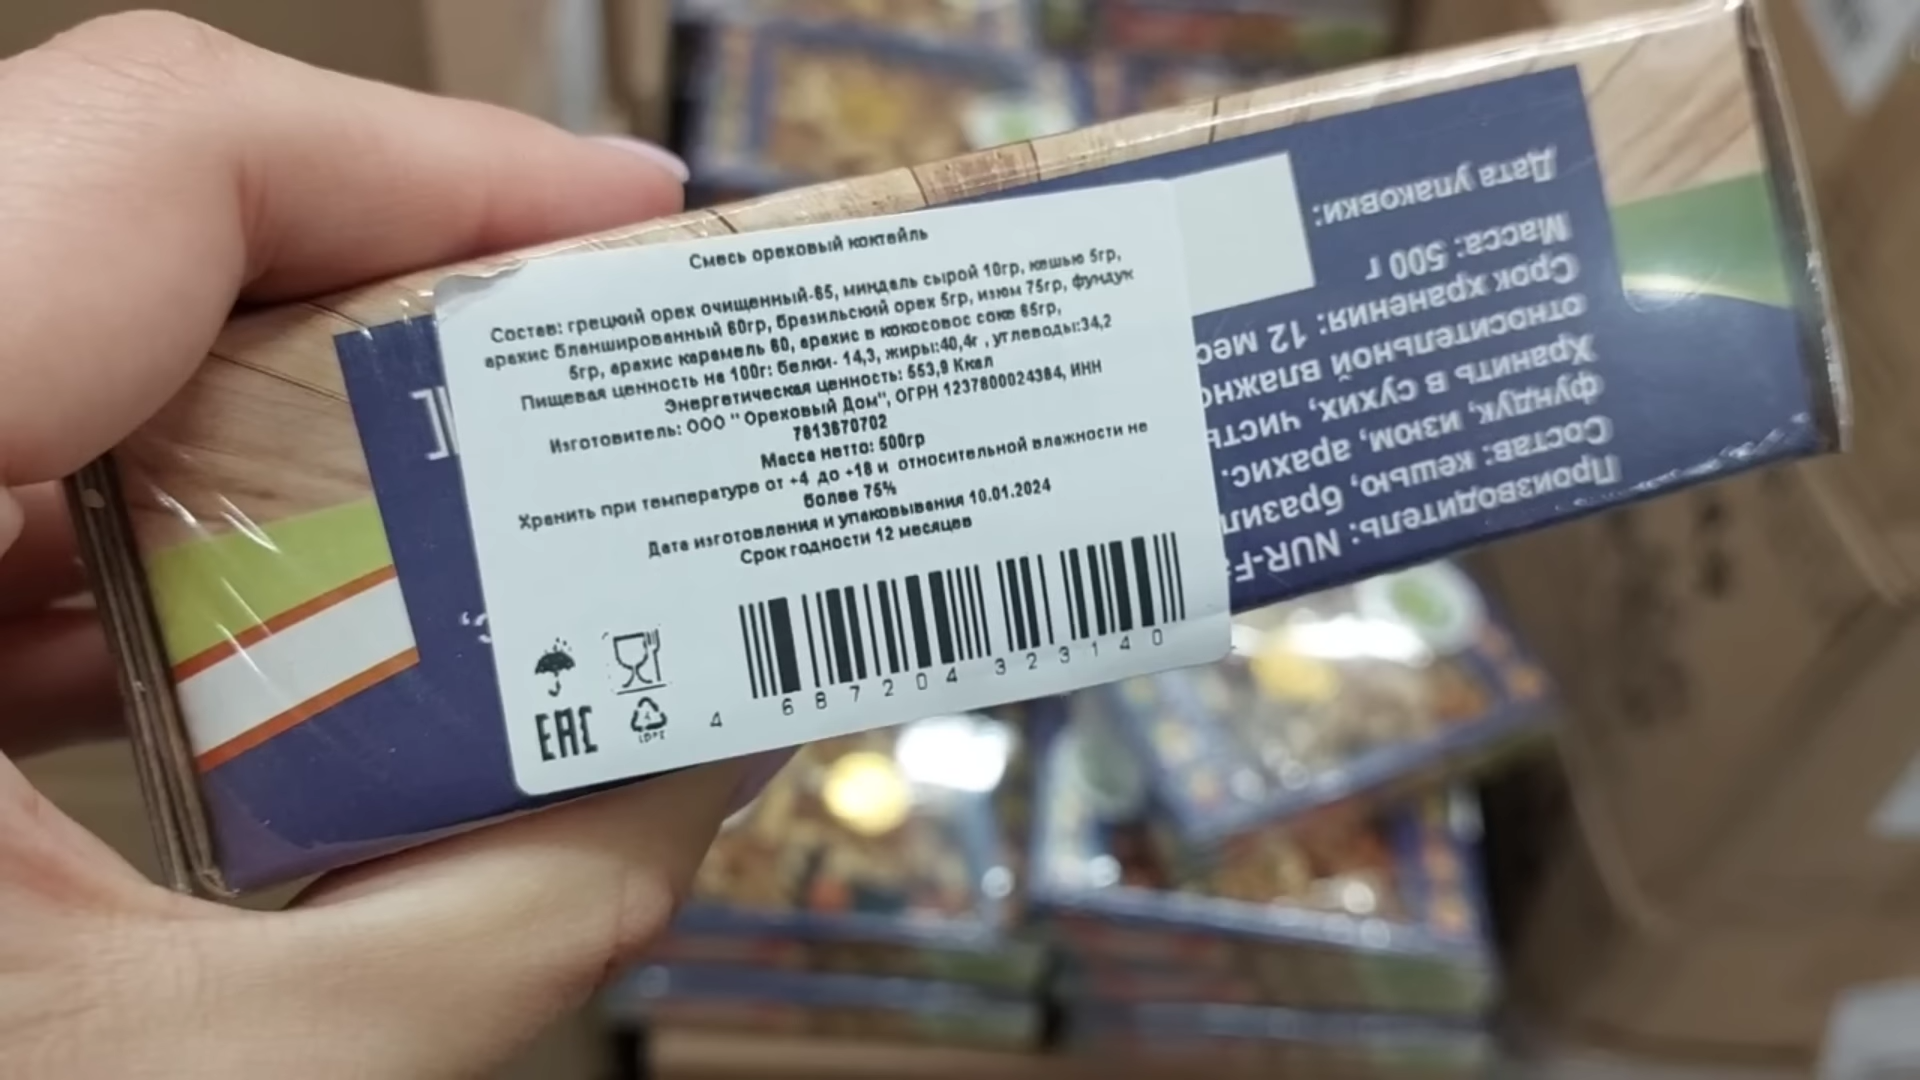 Смесь ореховый коктейль
Состав: грецкий орех очищенный-65, миндаль сырой 10гр, кешью 5гр,
арахис бланшированный 60гр, бразильский орех 5гр, изюм 75гр, фундук
5гр, арахис карамель 60, арахис в кокосовос соке 65гр,
Пищевая ценность на 100г: белки- 14,3, жиры:40,4г , углеводы:34,2
Энергетическая ценность: 553,9 Ккал
Изготовитель: ООО " Ореховый Дом", ОГРН 1237800024384, ИНН
7813670702
Масса нетто: 500гр
Хранить при температуре от +4 до +18 и относительной влажности не
более 75%
Дата изготовления и упаковывания 10.01.2024
Срок годности 12 месяцев
4 687204 323140
EAC
LDPE
Производитель: NUR-F
Состав: кешью, бразил
фундук, изюм, арахис.
Хранить в сухих, чисты
относительной влажно
Срок хранения: 12 мес
Масса: 500 г
Дата упаковки: